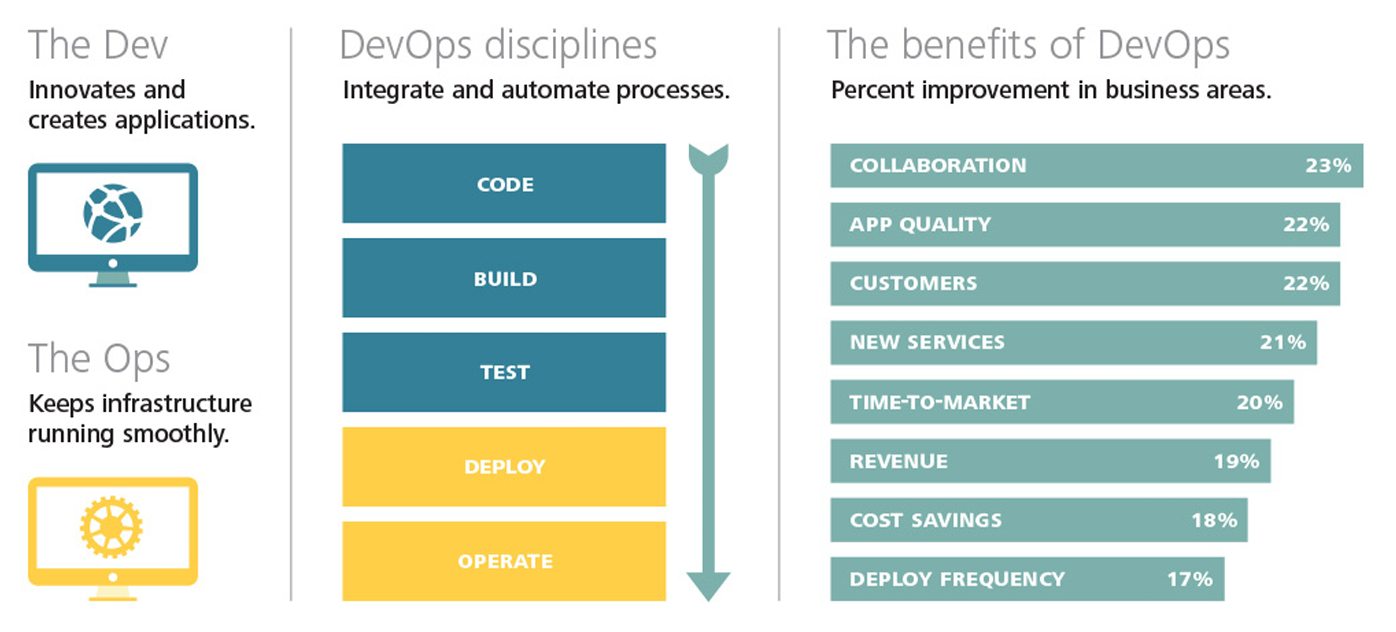 The Dev
Innovates and
creates applications.
The Ops
Keeps infrastructure
running smoothly.
DevOps disciplines
Integrate and automate processes.
CODE
BUILD
TEST
DEPLOY
OPERATE
The benefits of DevOps
Percent improvement in business areas.
COLLABORATION 23%
APP QUALITY 22%
CUSTOMERS 22%
NEW SERVICES 21%
TIME-TO-MARKET 20%
REVENUE 19%
COST SAVINGS 18%
DEPLOY FREQUENCY 17%